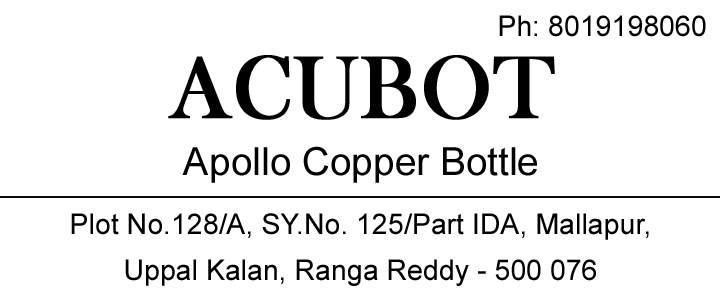 Ph: 8019198060
ACUBOT
Apollo Copper Bottle
Plot No.128/A, SY.No. 125/Part IDA, Mallapur,
Uppal Kalan, Ranga Reddy - 500 076